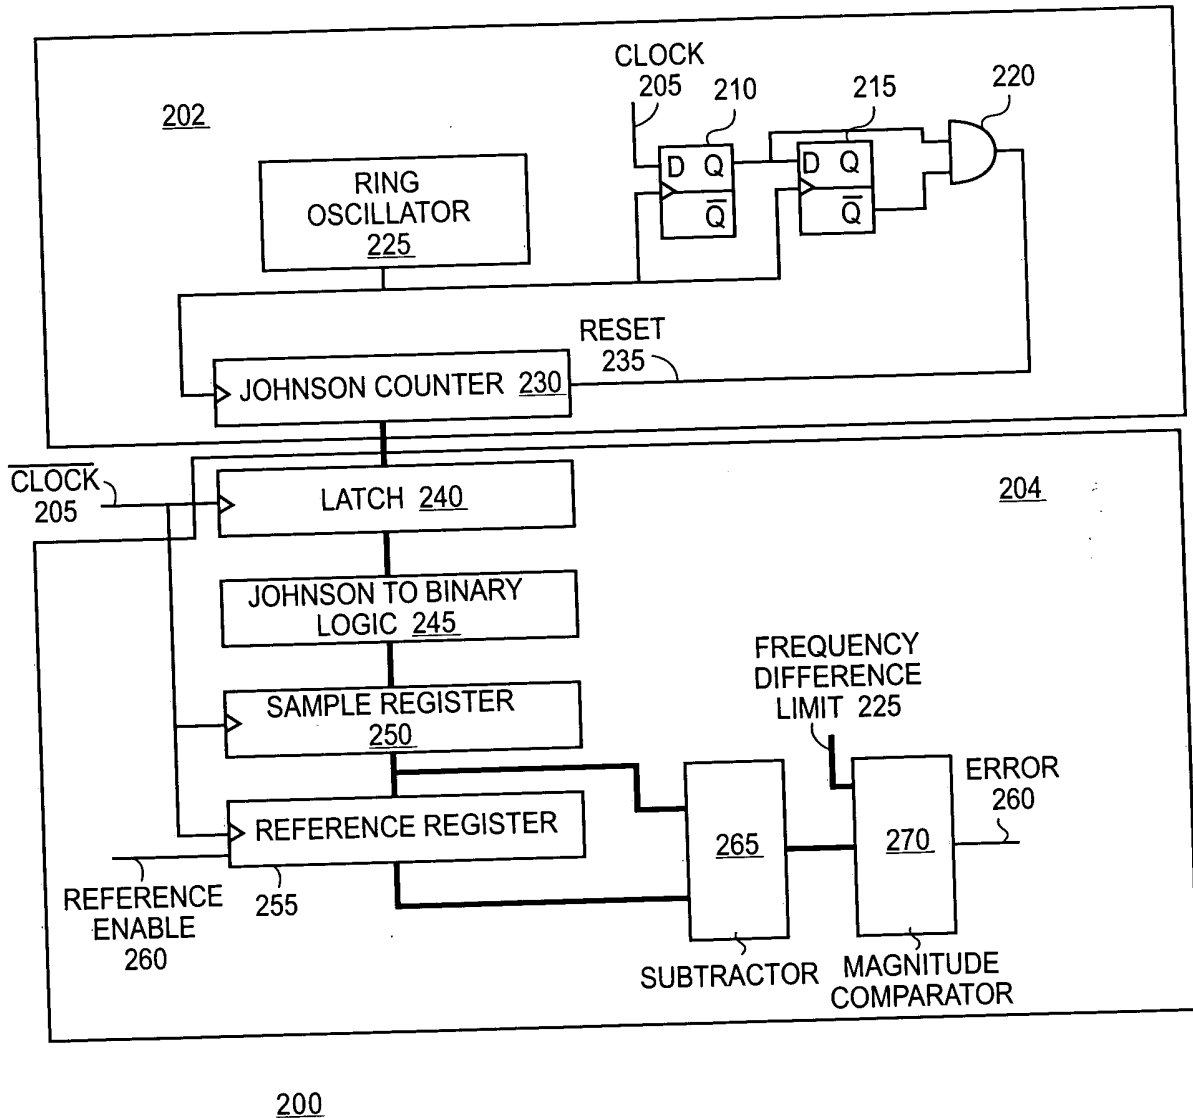 CLOCK
205
210
215
220
202
D Q
Q̅
D Q
Q̅
RING
OSCILLATOR
225
RESET
235
JOHNSON COUNTER 230
C̅L̅O̅C̅K̅
205
LATCH 240
204
JOHNSON TO BINARY
LOGIC 245
SAMPLE REGISTER
250
FREQUENCY
DIFFERENCE
LIMIT 225
ERROR
260
REFERENCE REGISTER
265
270
REFERENCE
ENABLE
260
255
SUBTRACTOR
MAGNITUDE
COMPARATOR
200